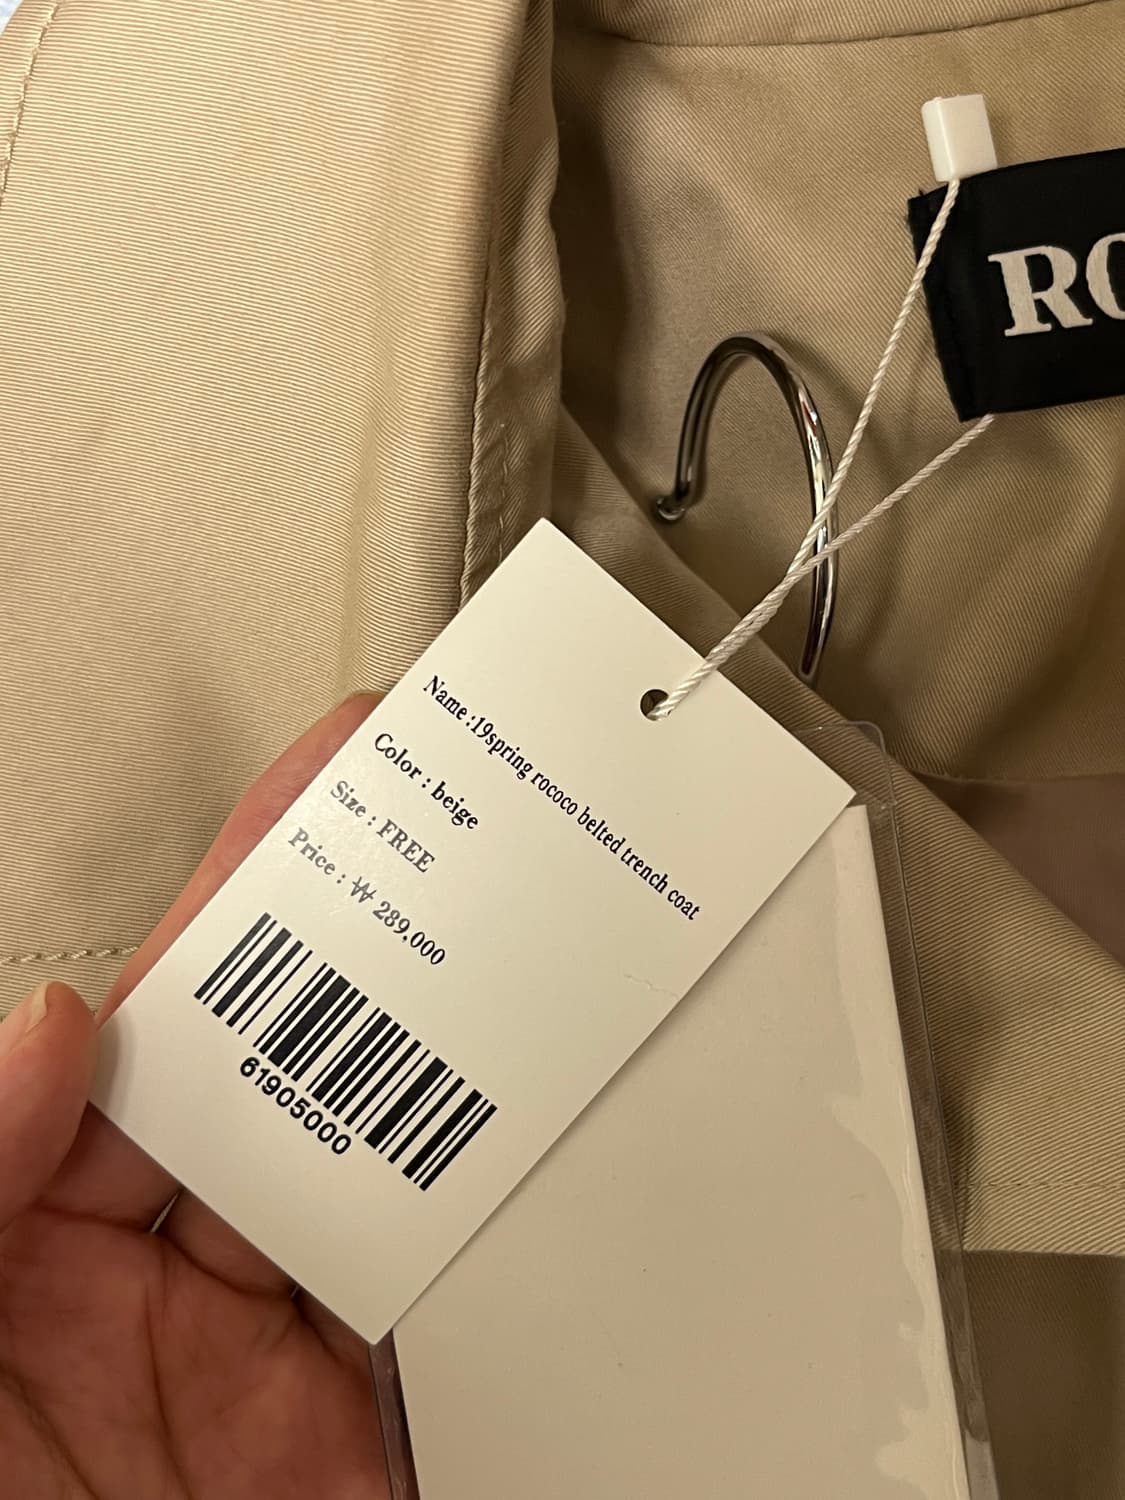 RO
Name :19spring rococo belted trench coat
Color : beige
Size : FREE
Price : ₩ 289,000
61905000